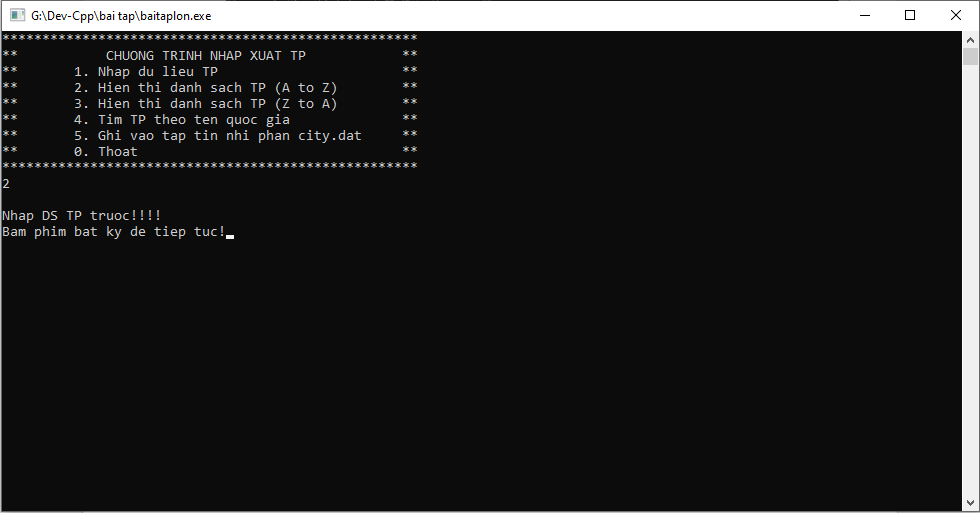 G:\Dev-Cpp\bai tap\baitaplon.exe
****************************************************
**           CHUONG TRINH NHAP XUAT TP            **
**       1. Nhap du lieu TP                       **
**       2. Hien thi danh sach TP (A to Z)        **
**       3. Hien thi danh sach TP (Z to A)        **
**       4. Tim TP theo ten quoc gia              **
**       5. Ghi vao tap tin nhi phan city.dat     **
**       0. Thoat                                 **
****************************************************
2
Nhap DS TP truoc!!!!
Bam phim bat ky de tiep tuc!